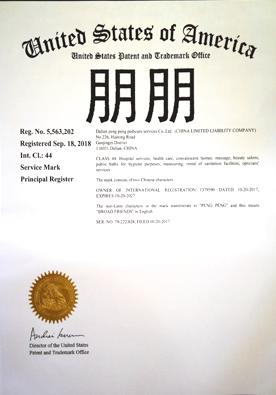 United States of America
United States Patent and Trademark Office
朋朋
Reg. No. 5,563,202
Registered Sep. 18, 2018
Int. Cl.: 44
Service Mark
Principal Register
Dalian peng peng pedicure services Co.,Ltd. (CHINA LIMITED LIABILITY COMPANY)
No.226, Huirong Road
Ganjingzi District
116033, Dalian, CHINA
CLASS 44: Hospital services; health care; convalescent homes; massage; beauty salons;
public baths for hygiene purposes; manicuring; rental of sanitation facilities; opticians'
services
The mark consists of two Chinese characters.
OWNER OF INTERNATIONAL REGISTRATION 1379590 DATED 10-20-2017,
EXPIRES 10-20-2027
The non-Latin characters in the mark transliterate to "PENG PENG" and this means
"BROAD FRIENDS" in English.
SER. NO. 79-222,828, FILED 10-20-2017
Director of the United States
Patent and Trademark Office